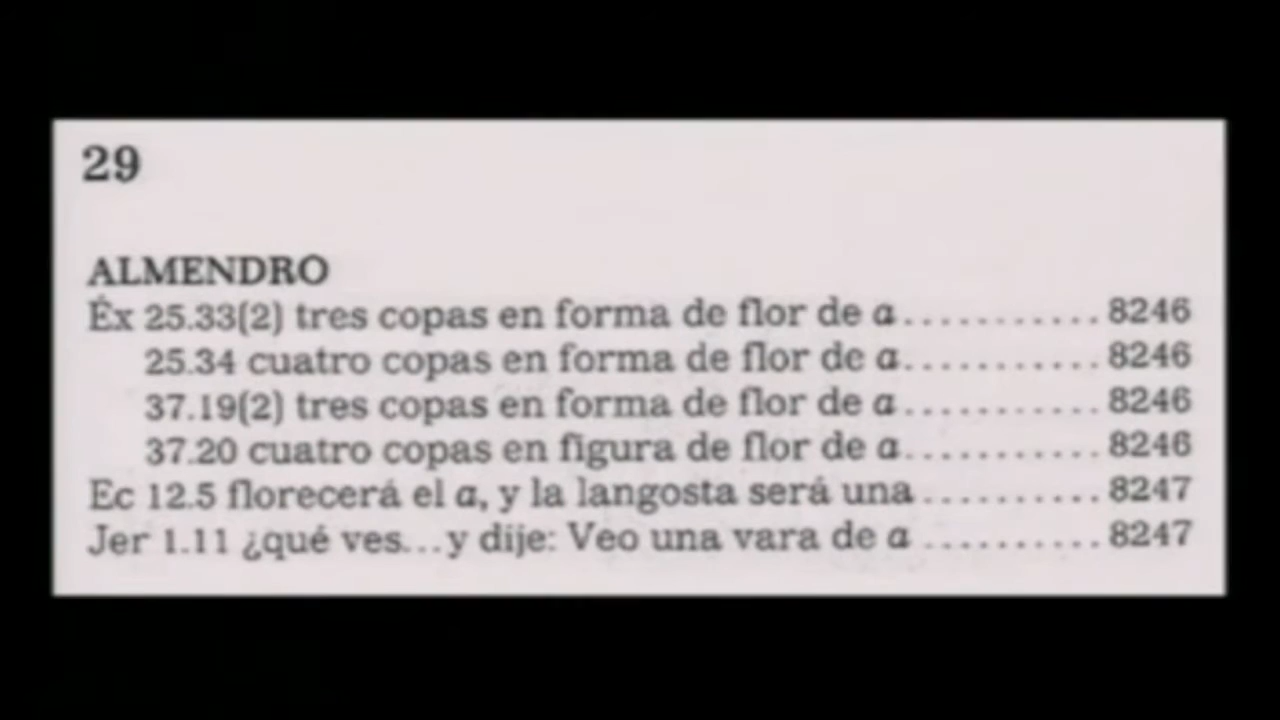 29
ALMENDRO
Éx 25.33(2) tres copas en forma de flor de a...........8246
25.34 cuatro copas en forma de flor de a...........8246
37.19(2) tres copas en forma de flor de a...........8246
37.20 cuatro copas en figura de flor de a...........8246
Ec 12.5 florecerá el a, y la langosta será una..........8247
Jer 1.11 ¿qué ves...y dije: Veo una vara de a ..........8247